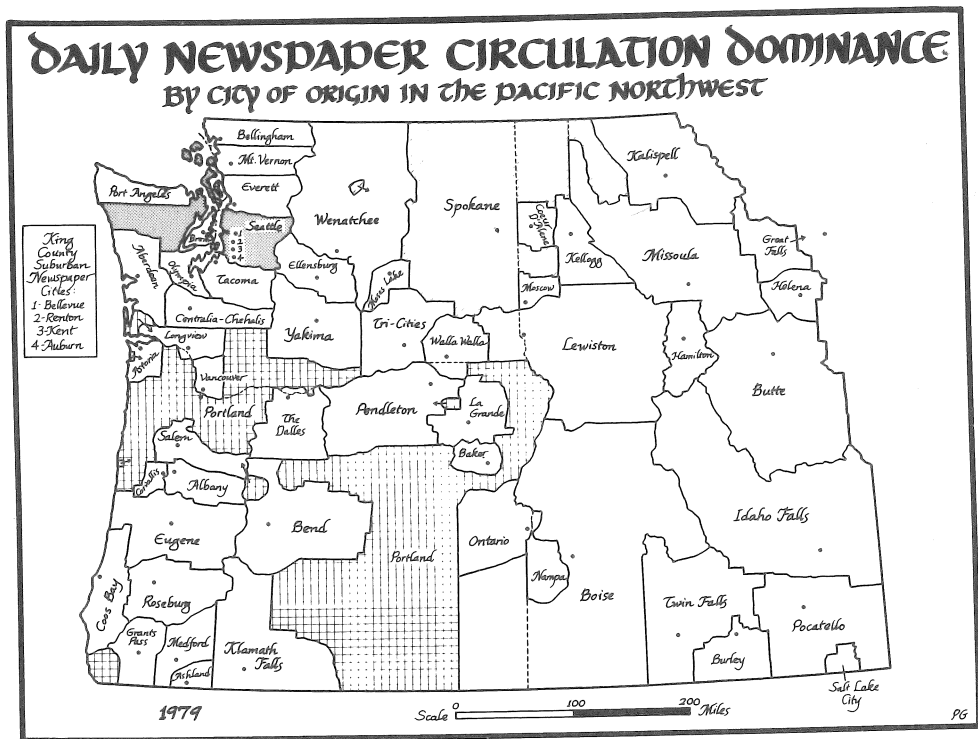 DAILY NEWSPAPER CIRCULATION DOMINANCE
BY CITY OF ORIGIN IN THE PACIFIC NORTHWEST
Bellingham
Mt. Vernon
Kalispell
Port Angeles
Everett
Wenatchee
Spokane
Coeur
D'Alene
Seattle
1
2
3
4
Brem.
King
County
Suburban
Newspaper
Cities:
1-Bellevue
2-Renton
3-Kent
4-Auburn
Aberdeen
Olympia
Tacoma
Ellensburg
Moses Lake
Kellogg
Missoula
Great
Falls
Helena
Moscow
Centralia-Chehalis
Yakima
Tri-Cities
Walla Walla
Lewiston
Hamilton
Longview
Astoria
Vancouver
Butte
Portland
The
Dalles
Pendleton
La
Grande
Salem
Baker
Corvallis
Albany
Idaho Falls
Eugene
Bend
Portland
Ontario
Nampa
Boise
Coos Bay
Roseburg
Twin Falls
Pocatello
Grants
Pass
Medford
Klamath
Falls
Ashland
Burley
Salt Lake
City
1979
Scale
0
100
200
Miles
PG